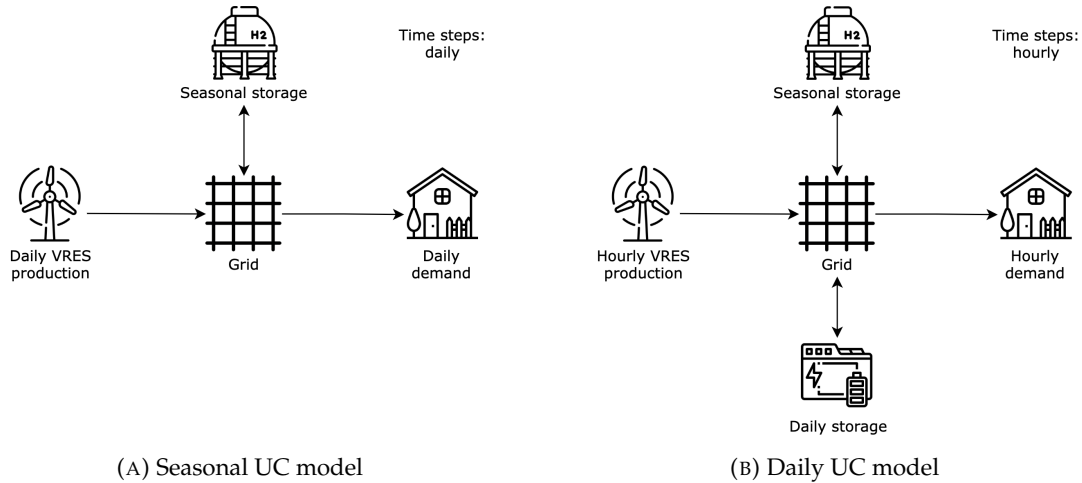 H2
Time steps:
daily
Seasonal storage
Daily VRES
production
Grid
Daily
demand
(A) Seasonal UC model
H2
Time steps:
hourly
Seasonal storage
Hourly VRES
production
Grid
Hourly
demand
Daily storage
(B) Daily UC model